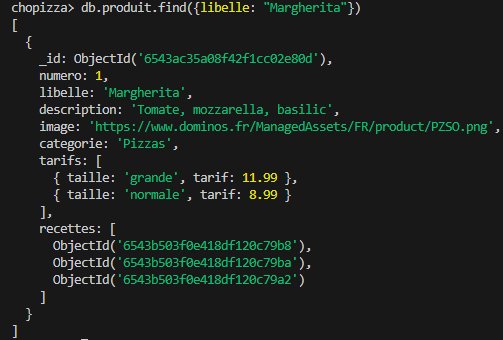 chopizza> db.produit.find({libelle: "Margherita"})
[
  {
    _id: ObjectId('6543ac35a08f42f1cc02e80d'),
    numero: 1,
    libelle: 'Margherita',
    description: 'Tomate, mozzarella, basilic',
    image: 'https://www.dominos.fr/ManagedAssets/FR/product/PZSO.png',
    categorie: 'Pizzas',
    tarifs: [
      { taille: 'grande', tarif: 11.99 },
      { taille: 'normale', tarif: 8.99 }
    ],
    recettes: [
      ObjectId('6543b503f0e418df120c79b8'),
      ObjectId('6543b503f0e418df120c79ba'),
      ObjectId('6543b503f0e418df120c79a2')
    ]
  }
]